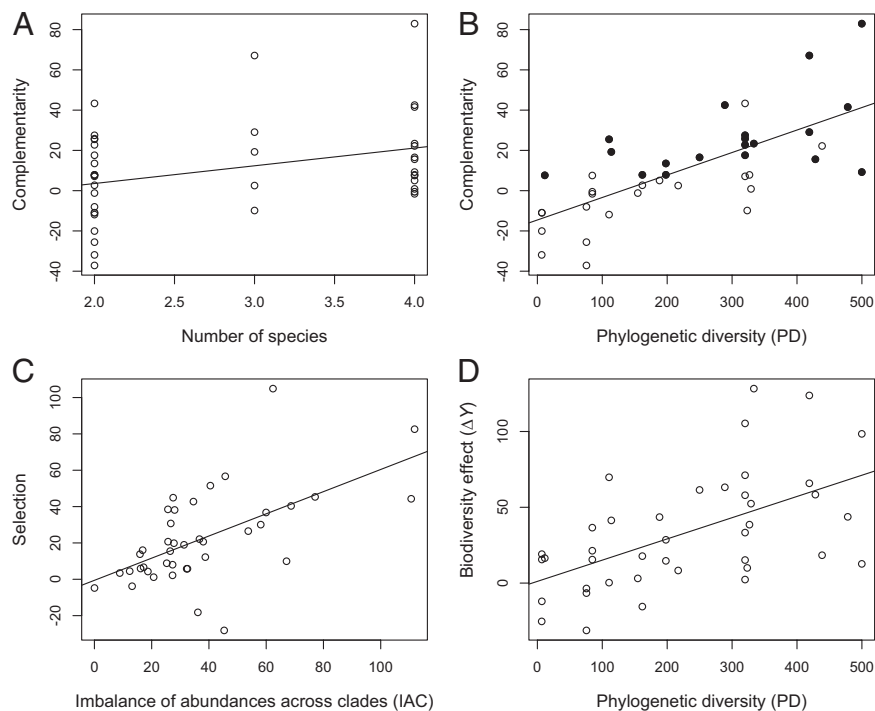 A
Complementarity
80
60
40
20
0
-20
-40
2.0 2.5 3.0 3.5 4.0
Number of species
B
Complementarity
80
60
40
20
0
-20
-40
0 100 200 300 400 500
Phylogenetic diversity (PD)
C
Selection
100
80
60
40
20
0
-20
0 20 40 60 80 100
Imbalance of abundances across clades (IAC)
D
Biodiversity effect (ΔY)
100
50
0
0 100 200 300 400 500
Phylogenetic diversity (PD)